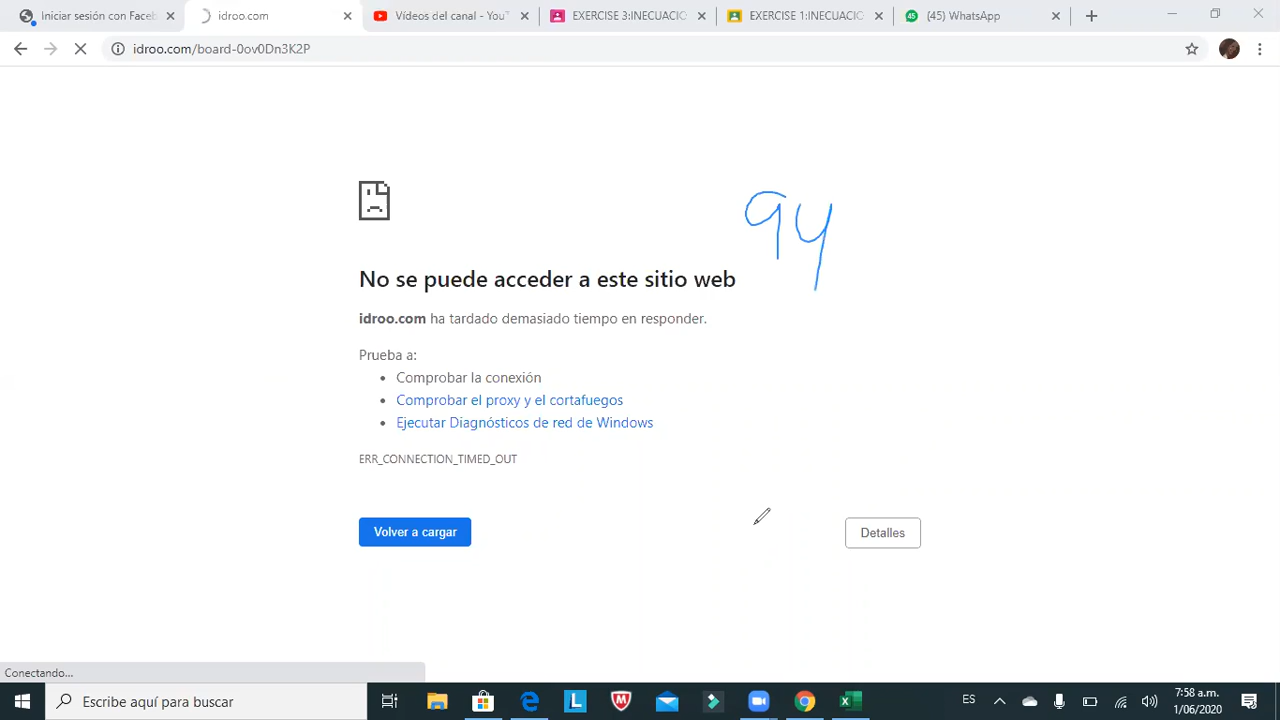 Iniciar sesión con Faceb
idroo.com
Vídeos del canal - You
EXERCISE 3:INECUACIO
EXERCISE 1:INECUACIO
(45) WhatsApp
idroo.com/board-0ov0Dn3K2P
94
No se puede acceder a este sitio web
idroo.com ha tardado demasiado tiempo en responder.
Prueba a:
Comprobar la conexión
Comprobar el proxy y el cortafuegos
Ejecutar Diagnósticos de red de Windows
ERR_CONNECTION_TIMED_OUT
Volver a cargar
Detalles
Conectando...
Escribe aquí para buscar
ES
7:58 a.m.
1/06/2020